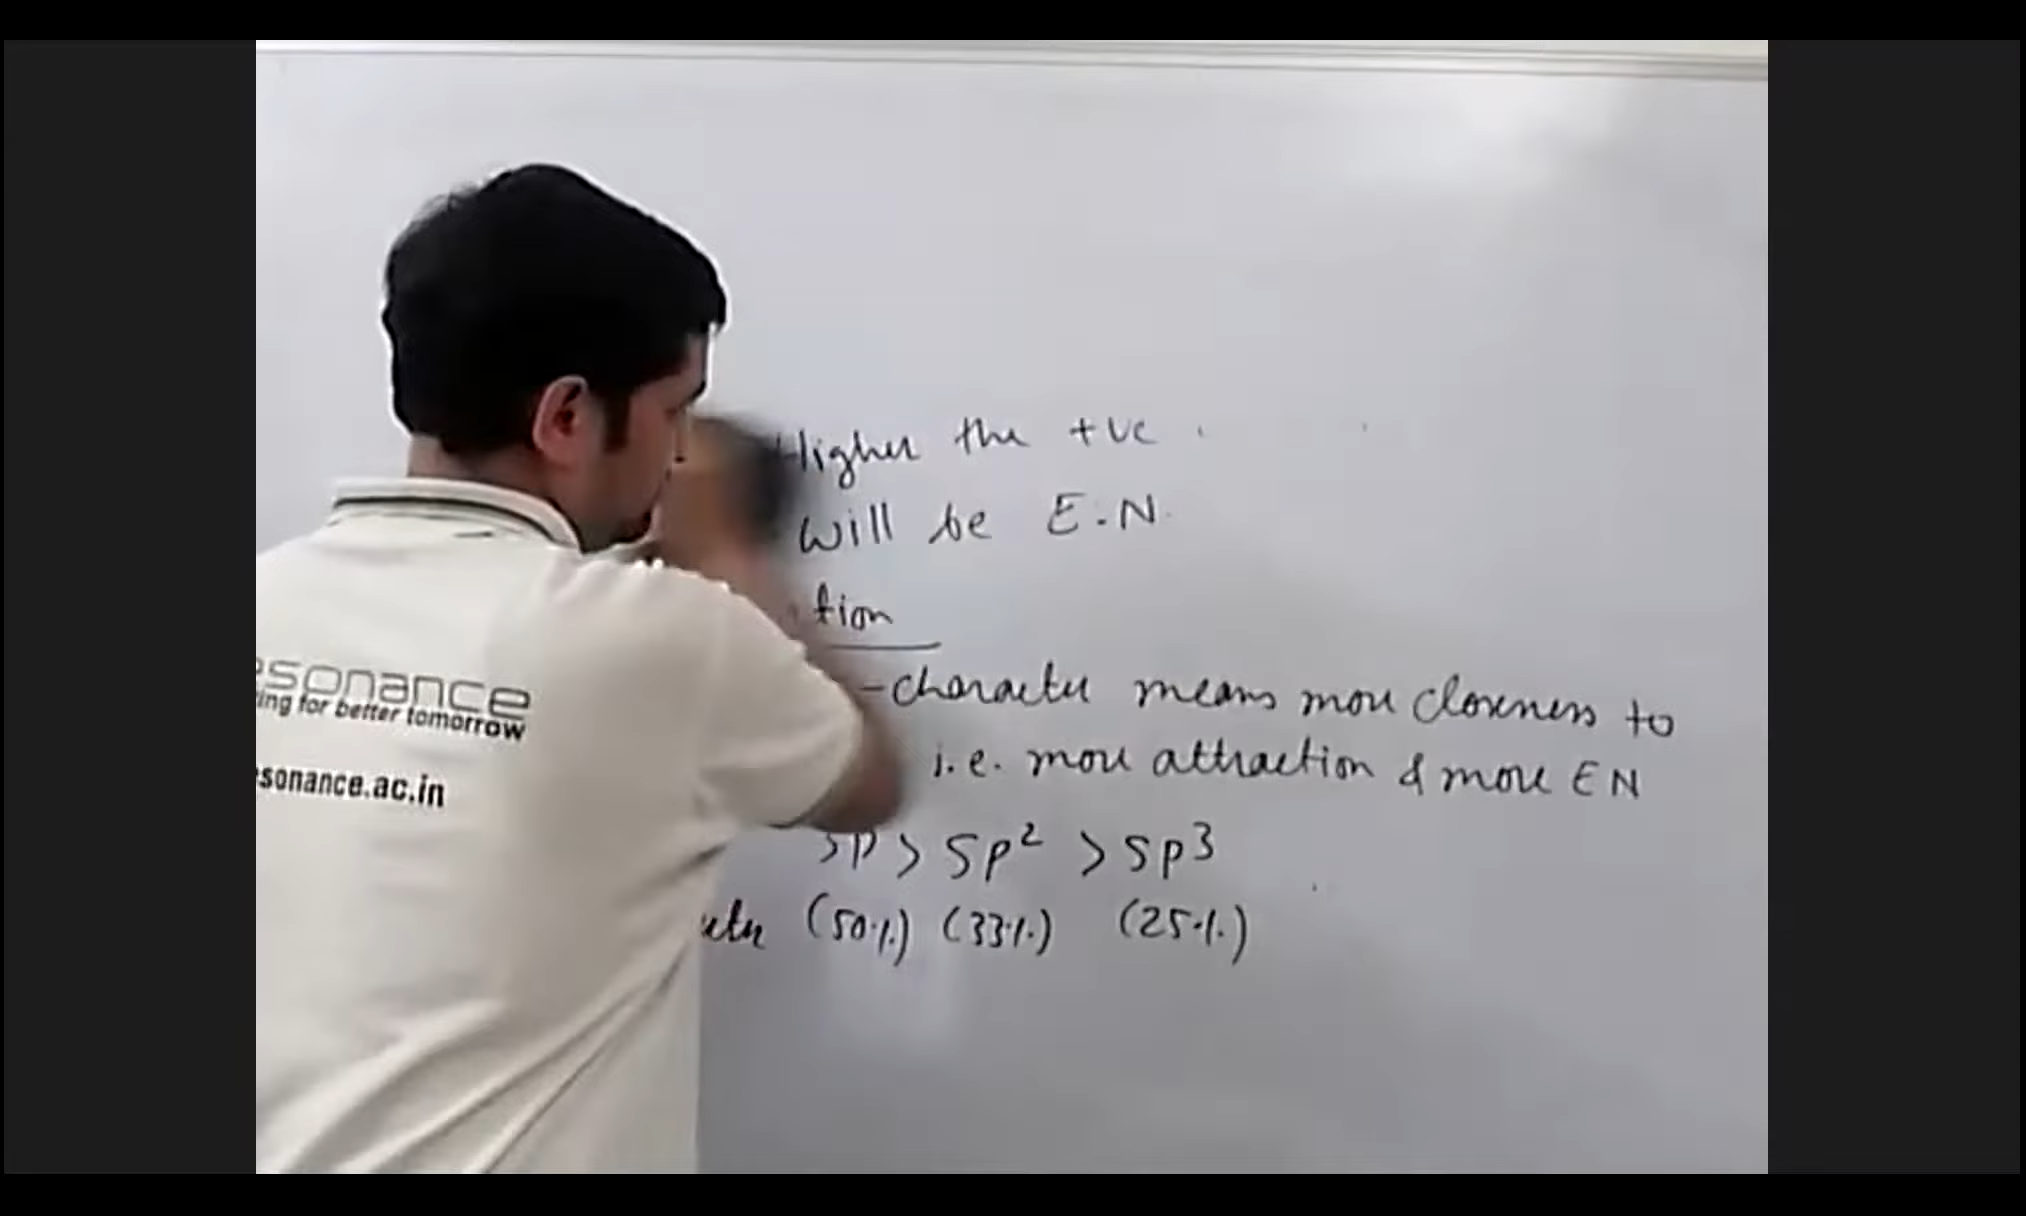 Higher the +ve
will be E.N.
tion
-character means more closeness to
i.e. more attraction & more EN
sp > sp² > sp³
(50%) (33%) (25%)
esonance
ing for better tomorrow
sonance.ac.in